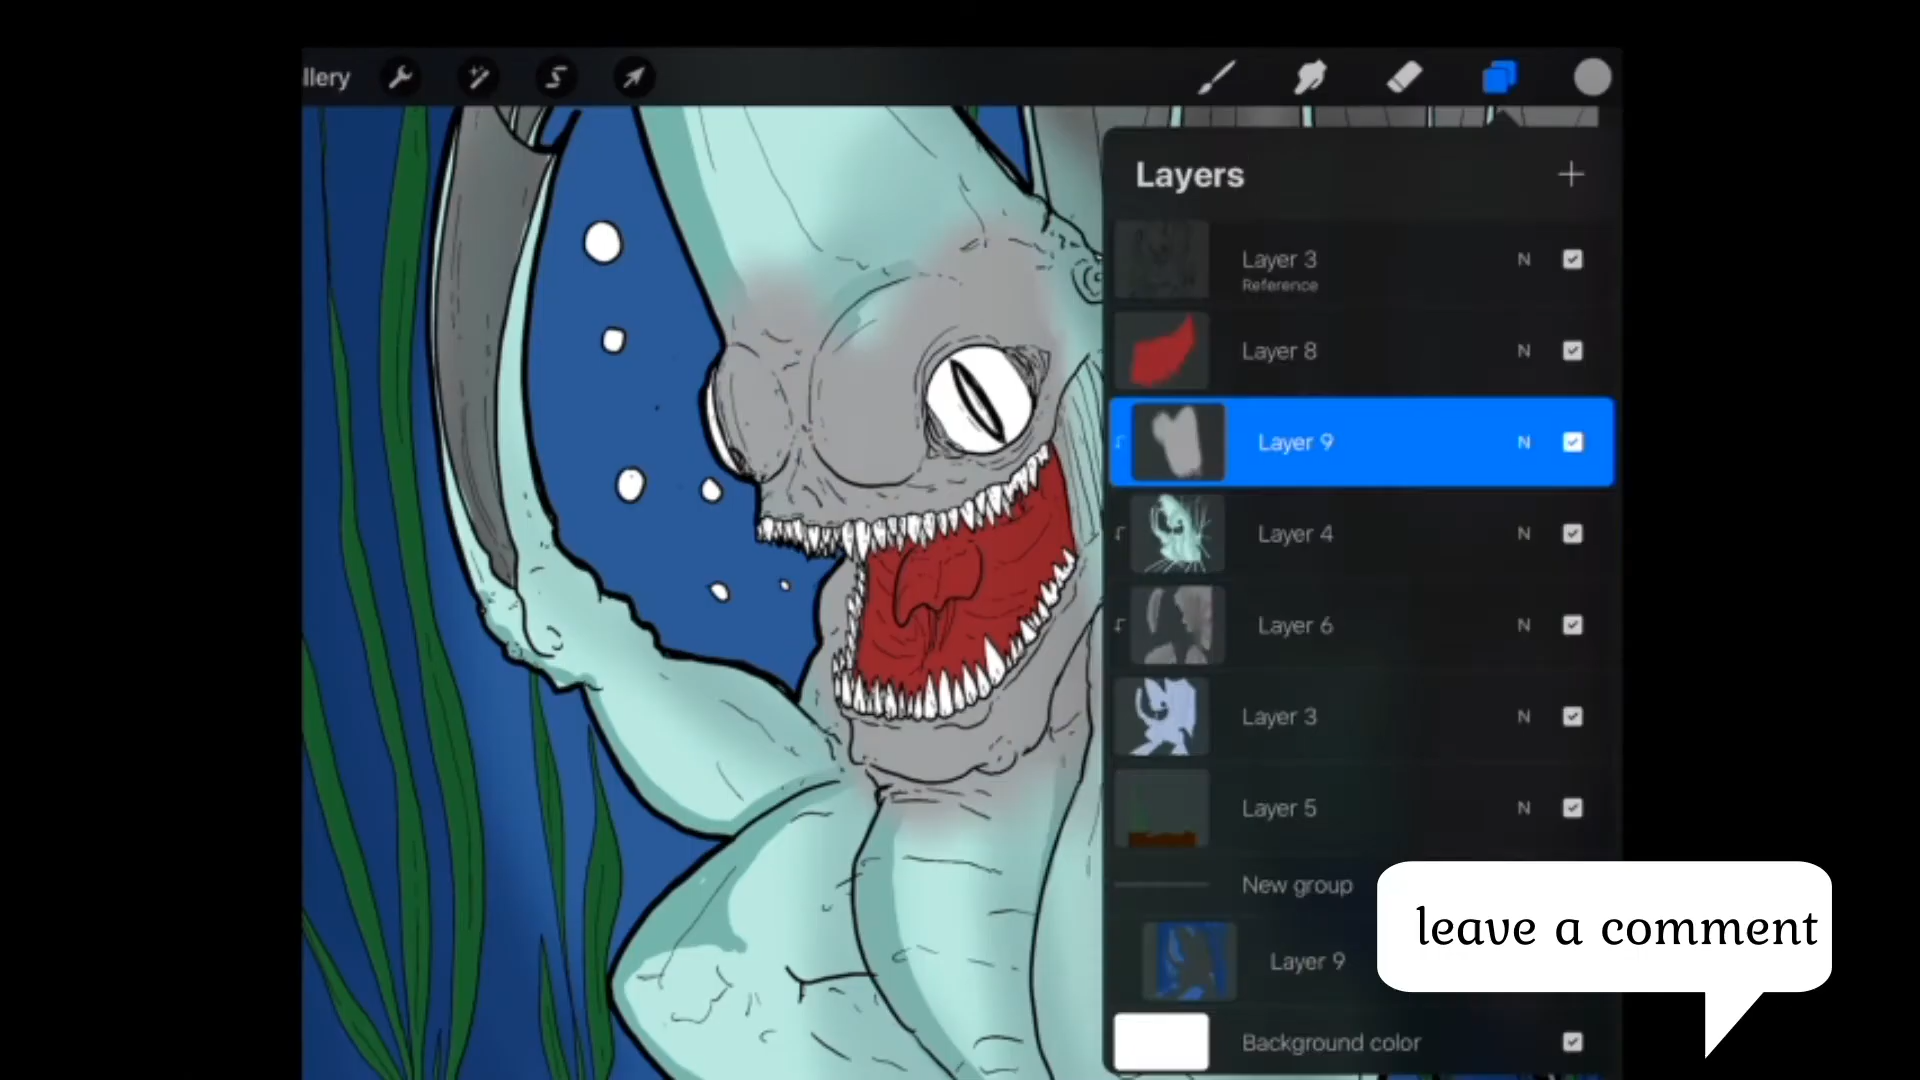 llery
Layers
Layer 3 N
Reference
Layer 8 N
Layer 9 N
Layer 4 N
Layer 6 N
Layer 3 N
Layer 5 N
New group
Layer 9
Background color
leave a comment